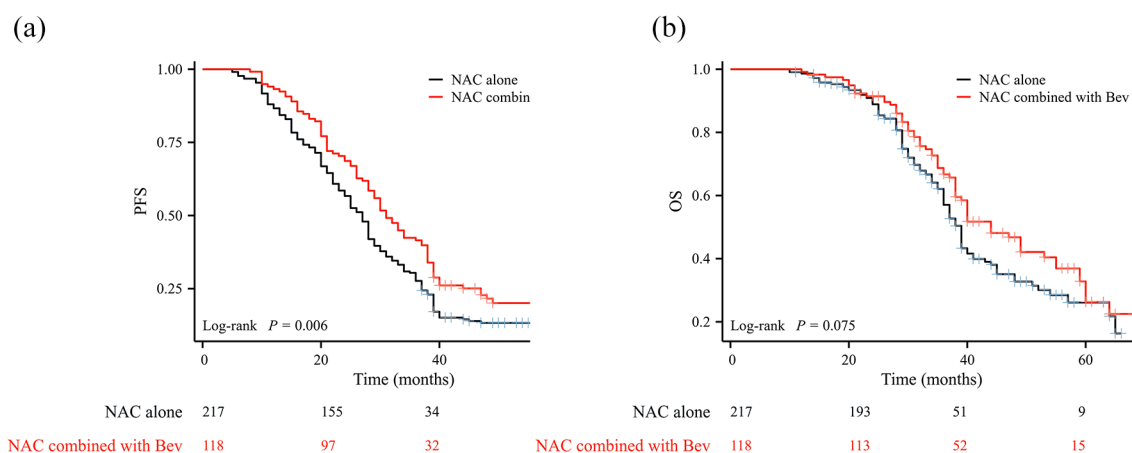 (a)
1.00
0.75
0.50
0.25
PFS
NAC alone
NAC combin
Log-rank P = 0.006
0 20 40
Time (months)
NAC alone 217 155 34
NAC combined with Bev 118 97 32
(b)
1.0
0.8
0.6
0.4
0.2
OS
NAC alone
NAC combined with Bev
Log-rank P = 0.075
0 20 40 60
Time (months)
NAC alone 217 193 51 9
NAC combined with Bev 118 113 52 15